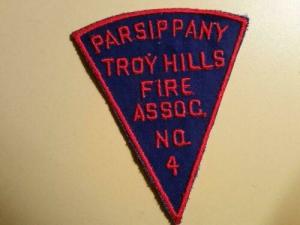 PARSIPPANY
TROY HILLS
FIRE
ASSOC.
NO.
4